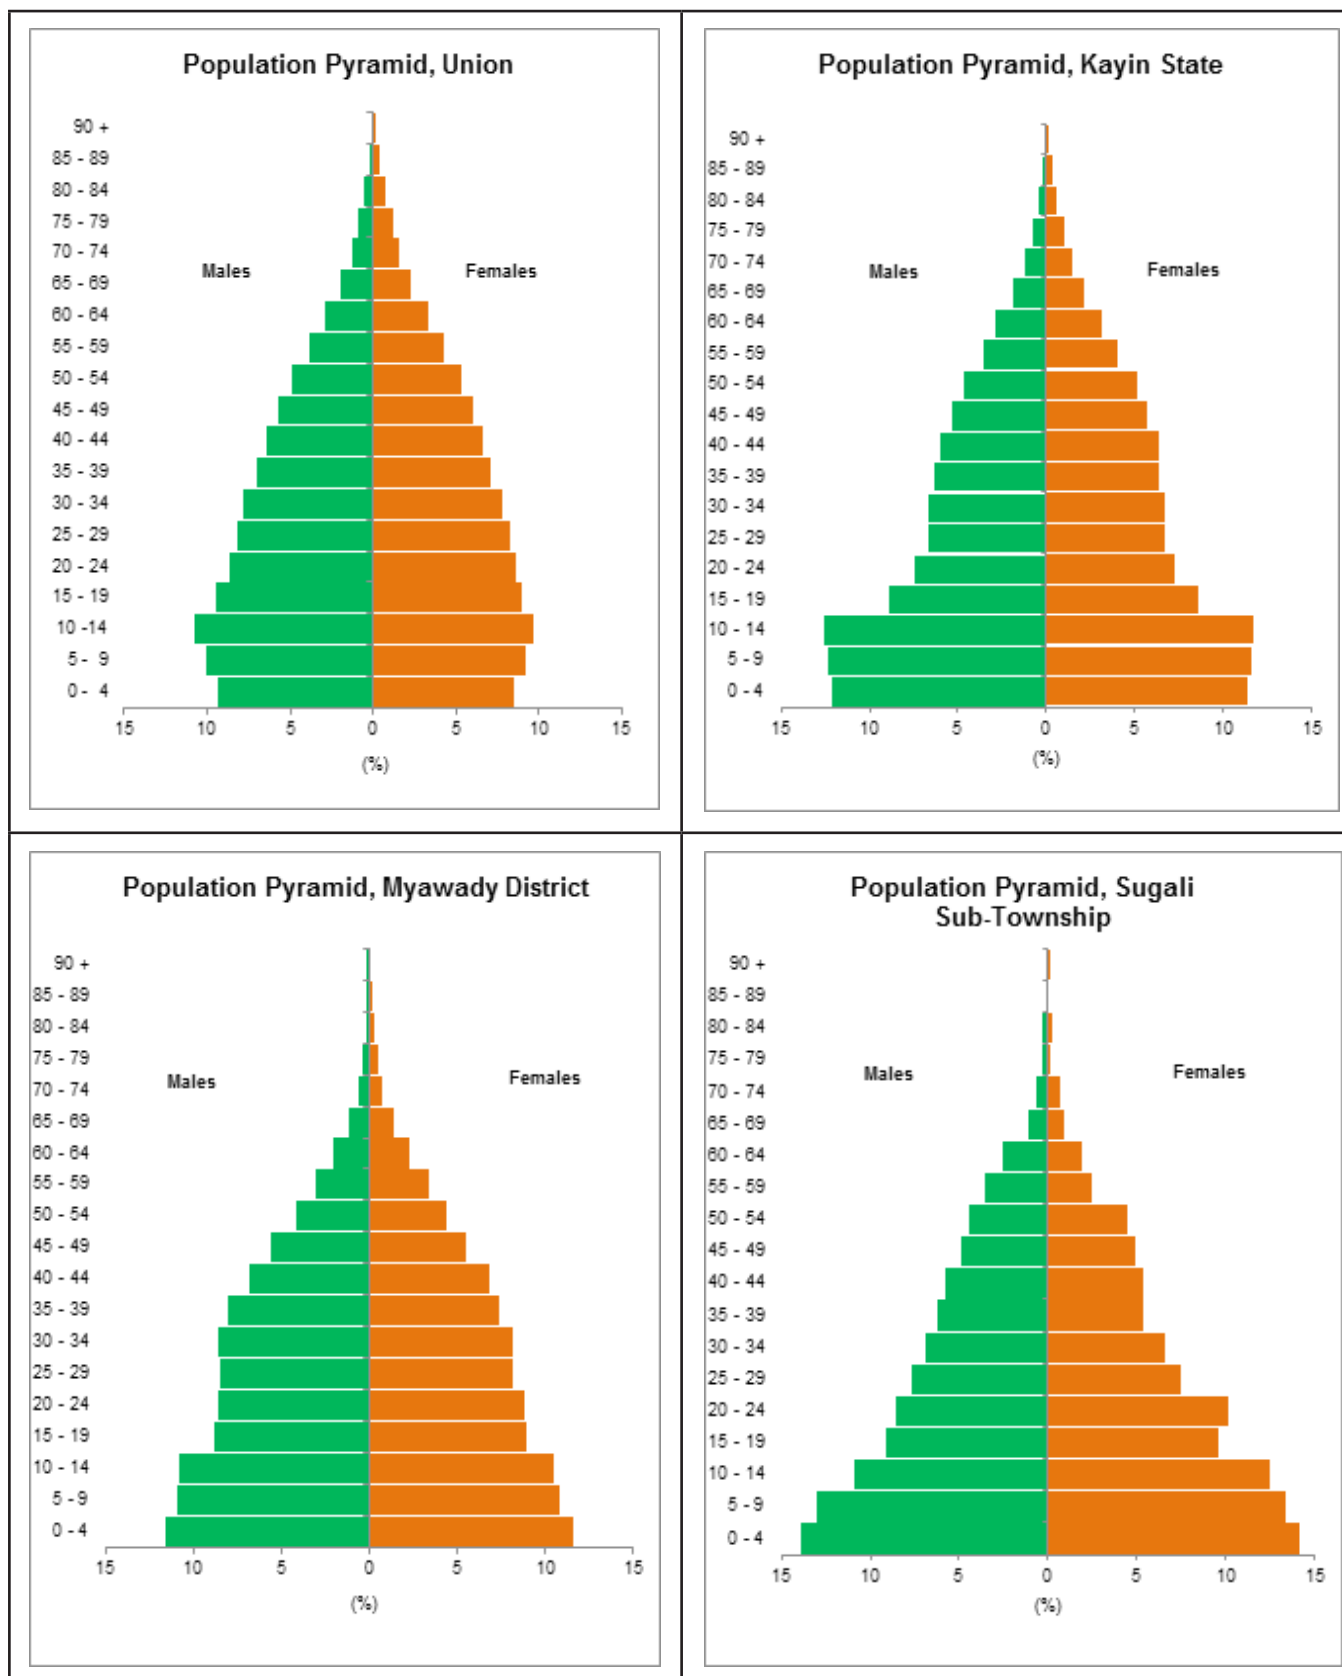 Population Pyramid, Union
90 +
85 - 89
80 - 84
75 - 79
70 - 74
65 - 69
60 - 64
55 - 59
50 - 54
45 - 49
40 - 44
35 - 39
30 - 34
25 - 29
20 - 24
15 - 19
10 -14
5 -  9
0 -  4
Males
Females
15 10 5 0 5 10 15
(%)
Population Pyramid, Kayin State
90 +
85 - 89
80 - 84
75 - 79
70 - 74
65 - 69
60 - 64
55 - 59
50 - 54
45 - 49
40 - 44
35 - 39
30 - 34
25 - 29
20 - 24
15 - 19
10 - 14
5 - 9
0 - 4
Males
Females
15 10 5 0 5 10 15
(%)
Population Pyramid, Myawady District
90 +
85 - 89
80 - 84
75 - 79
70 - 74
65 - 69
60 - 64
55 - 59
50 - 54
45 - 49
40 - 44
35 - 39
30 - 34
25 - 29
20 - 24
15 - 19
10 - 14
5 - 9
0 - 4
Males
Females
15 10 5 0 5 10 15
(%)
Population Pyramid, Sugali
Sub-Township
90 +
85 - 89
80 - 84
75 - 79
70 - 74
65 - 69
60 - 64
55 - 59
50 - 54
45 - 49
40 - 44
35 - 39
30 - 34
25 - 29
20 - 24
15 - 19
10 - 14
5 - 9
0 - 4
Males
Females
15 10 5 0 5 10 15
(%)